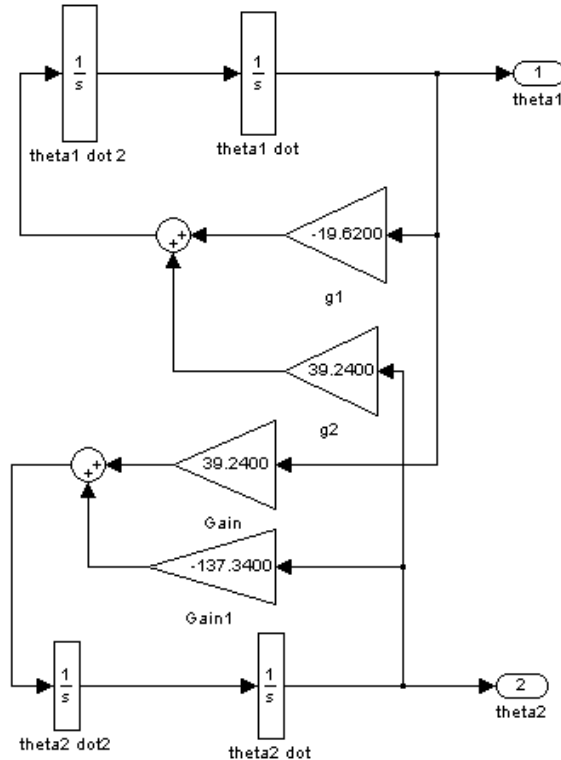 1
s
1
s
1
theta1
theta1 dot 2
theta1 dot
+
+
-19.6200
g1
39.2400
g2
+
+
39.2400
Gain
-137.3400
Gain1
1
s
1
s
2
theta2
theta2 dot2
theta2 dot